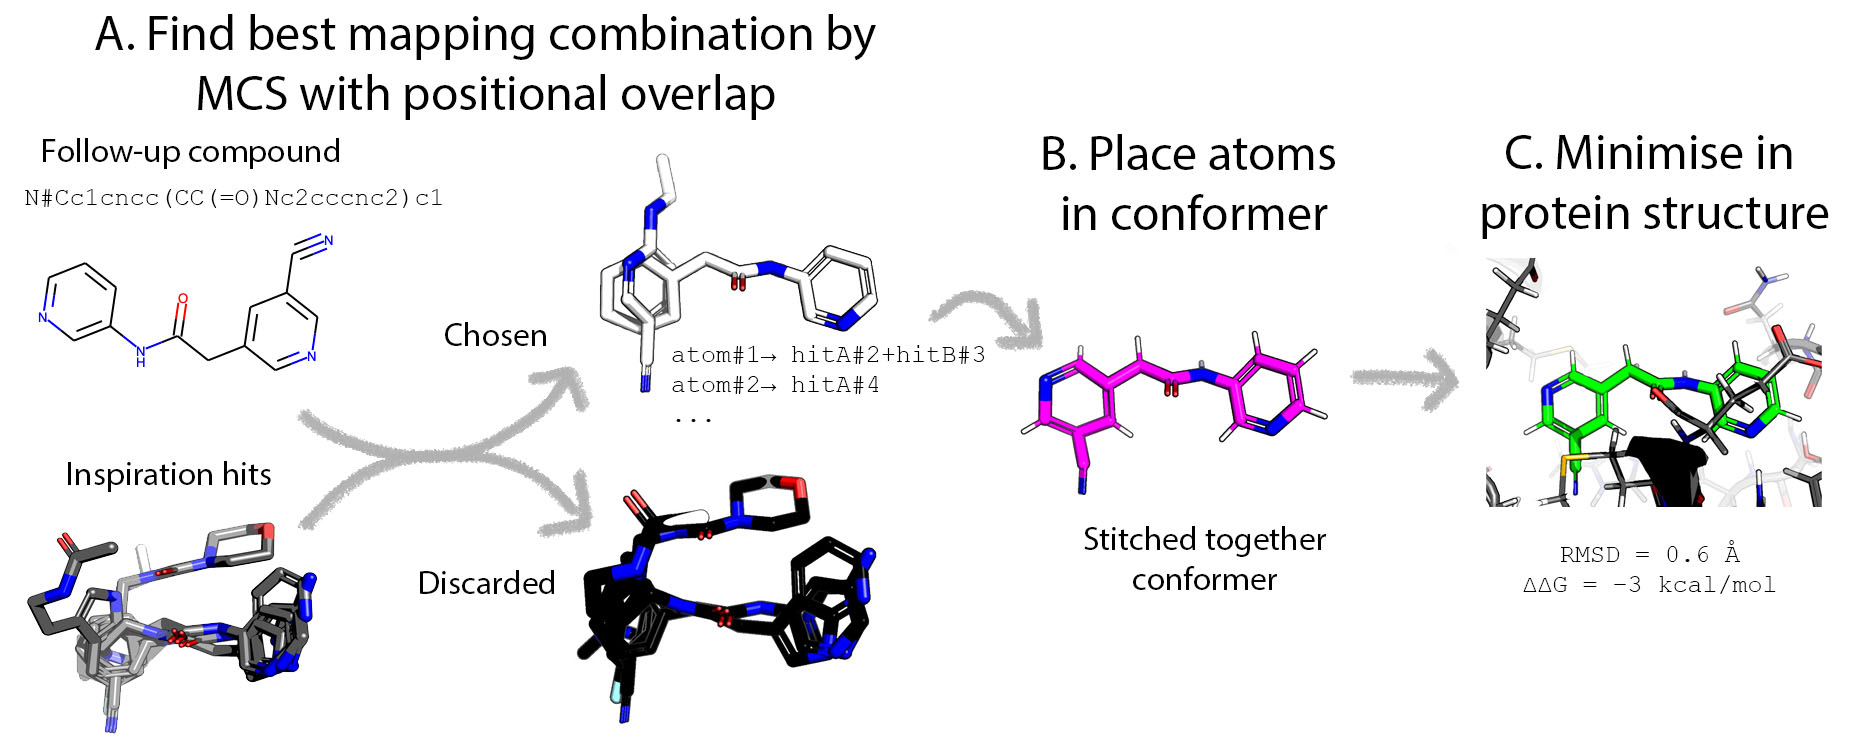 A. Find best mapping combination by
MCS with positional overlap
Follow-up compound
N#Cc1cncc(CC(=O)Nc2cccnc2)c1
N
O
N
H
N
N
Inspiration hits
Chosen
atom#1→ hitA#2+hitB#3
atom#2→ hitA#4
...
Discarded
B. Place atoms
in conformer
Stitched together
conformer
C. Minimise in
protein structure
RMSD = 0.6 Å
ΔΔG = −3 kcal/mol